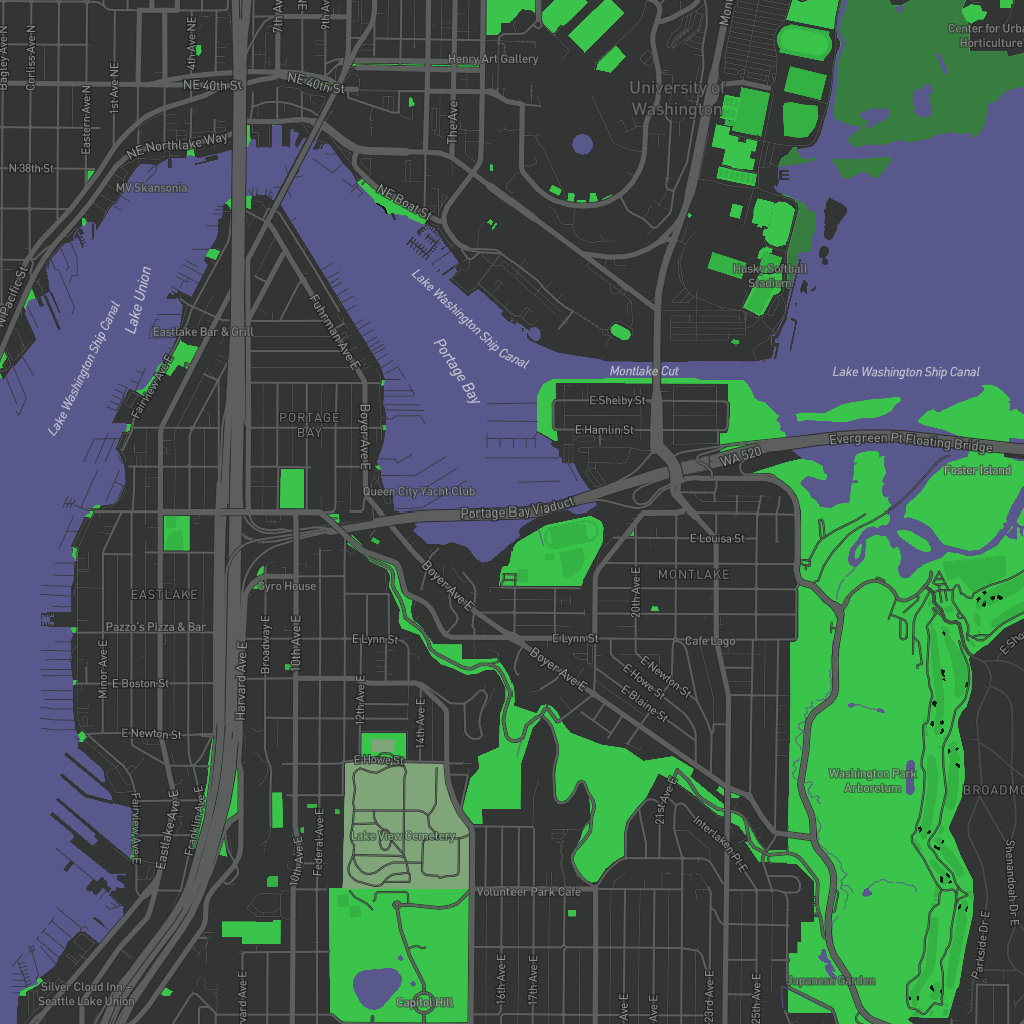 Bagley Ave N
Corliss Ave N
4th Ave NE
7th Ave
9th Ave
Mon
Center for Urba
Horticulture
Henry Art Gallery
NE 40th St
NE 40th St
1st Ave NE
University of
Washington
Eastern Ave N
The Ave
NE Northlake Way
N 38th St
MV Skansonia
NE Boat St
N Pacific St
Lake Union
Lake Washington Ship Canal
Lake Washington Ship Canal
Husky Softball
Stadium
Fuhrman Ave E
Eastlake Bar & Grill
Portage Bay
Montlake Cut
Lake Washington Ship Canal
Fairview Ave E
E Shelby St
PORTAGE
BAY
Boyer Ave E
E Hamlin St
Evergreen Pt Floating Bridge
WA 520
Foster Island
Queen City Yacht Club
Portage Bay Viaduct
E Louisa St
Boyer Ave E
MONTLAKE
Gyro House
EASTLAKE
20th Ave E
Pazzo's Pizza & Bar
Broadway E
10th Ave E
E Lynn St
E Lynn St
Cafe Lago
E Shor
Minor Ave E
Harvard Ave E
Boyer Ave E
E Newton St
E Howe St
E Blaine St
E Boston St
12th Ave E
14th Ave E
E Newton St
E Howe St
Washington Park
Arboretum
BROADMO
Fairview Ave E
Eastlake Ave E
Franklin Ave E
21st Ave E
Federal Ave E
10th Ave E
Lake View Cemetery
Interlaken Pl E
Shenandoah Dr E
Volunteer Park Cafe
Parkside Dr E
Silver Cloud Inn -
Seattle Lake Union
Capitol Hill
Japanese Garden
vard Ave E
16th Ave E
17th Ave E
Ave E
Ave E
23rd Ave E
25th Ave E